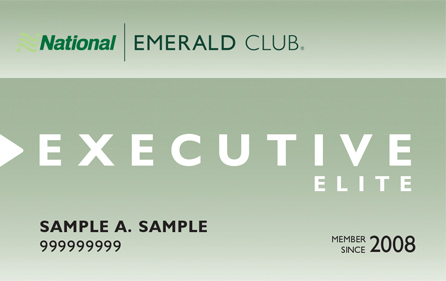 National EMERALD CLUB®
EXECUTIVE
ELITE
SAMPLE A. SAMPLE
999999999
MEMBER SINCE 2008